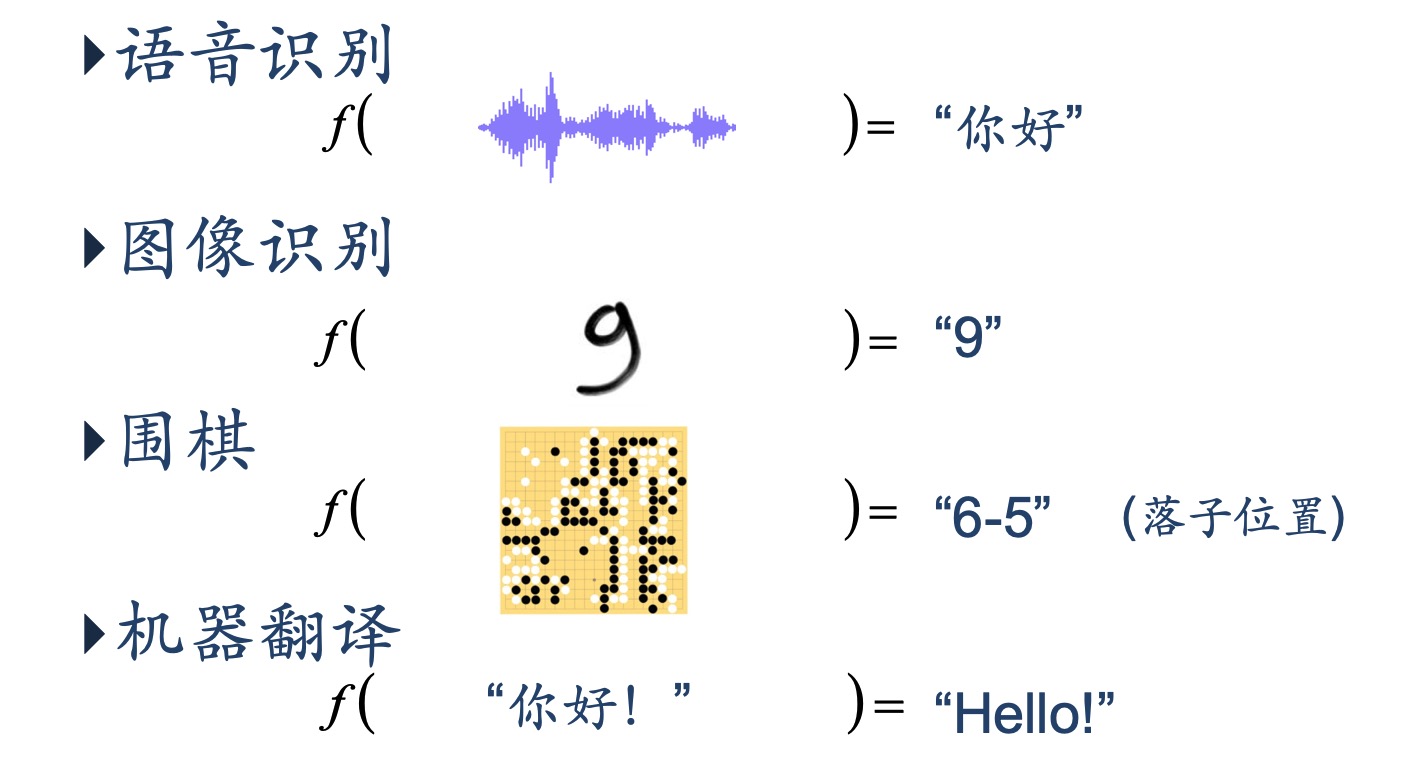 语音识别
f( )= “你好”
图像识别
f( 9 )= “9”
围棋
f( )= “6-5” (落子位置)
机器翻译
f( “你好！” )= “Hello!”